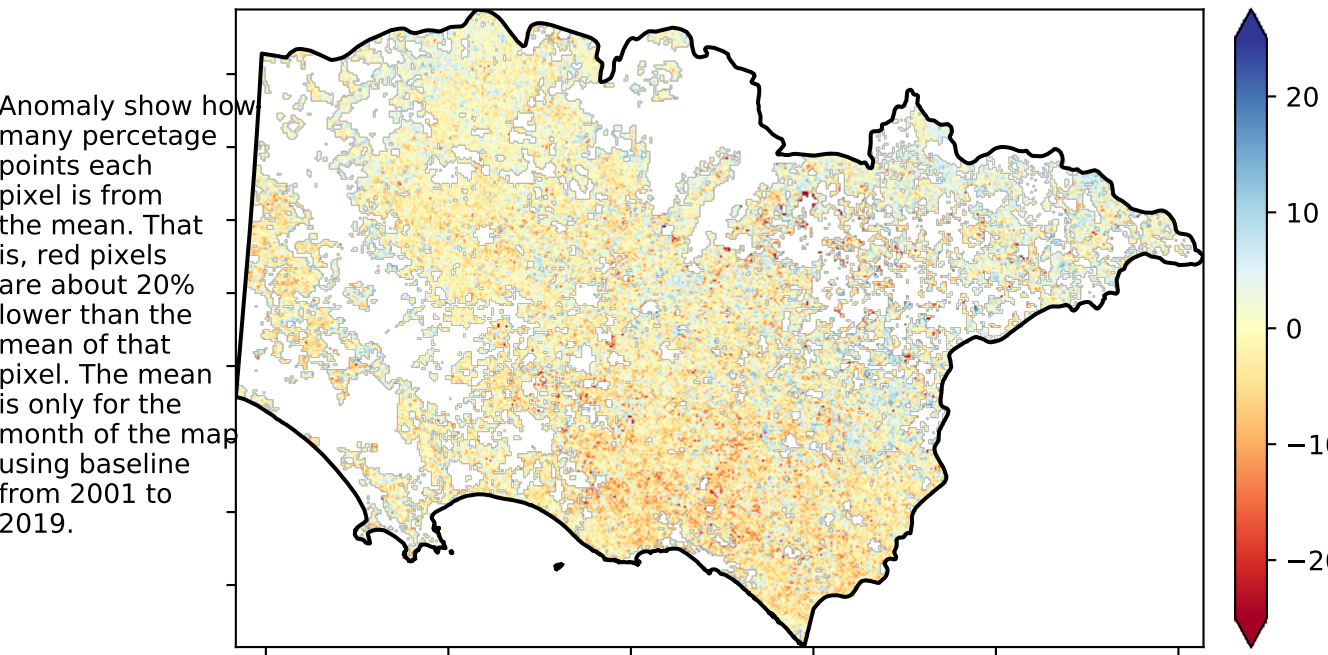 Anomaly show how
many percetage
points each
pixel is from
the mean. That
is, red pixels
are about 20%
lower than the
mean of that
pixel. The mean
is only for the
month of the map
using baseline
from 2001 to
2019.
20
10
0
−10
−20